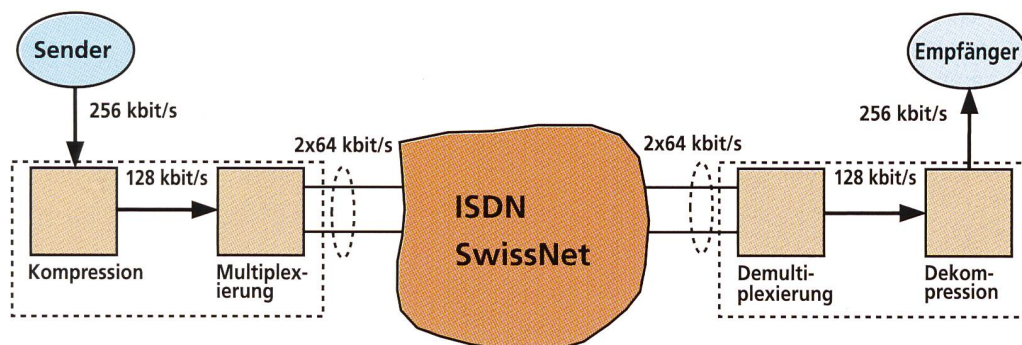 Sender
Empfänger
256 kbit/s
256 kbit/s
2x64 kbit/s
2x64 kbit/s
128 kbit/s
128 kbit/s
ISDN
SwissNet
Kompression
Multiplex-
ierung
Demulti-
plexierung
Dekom-
pression